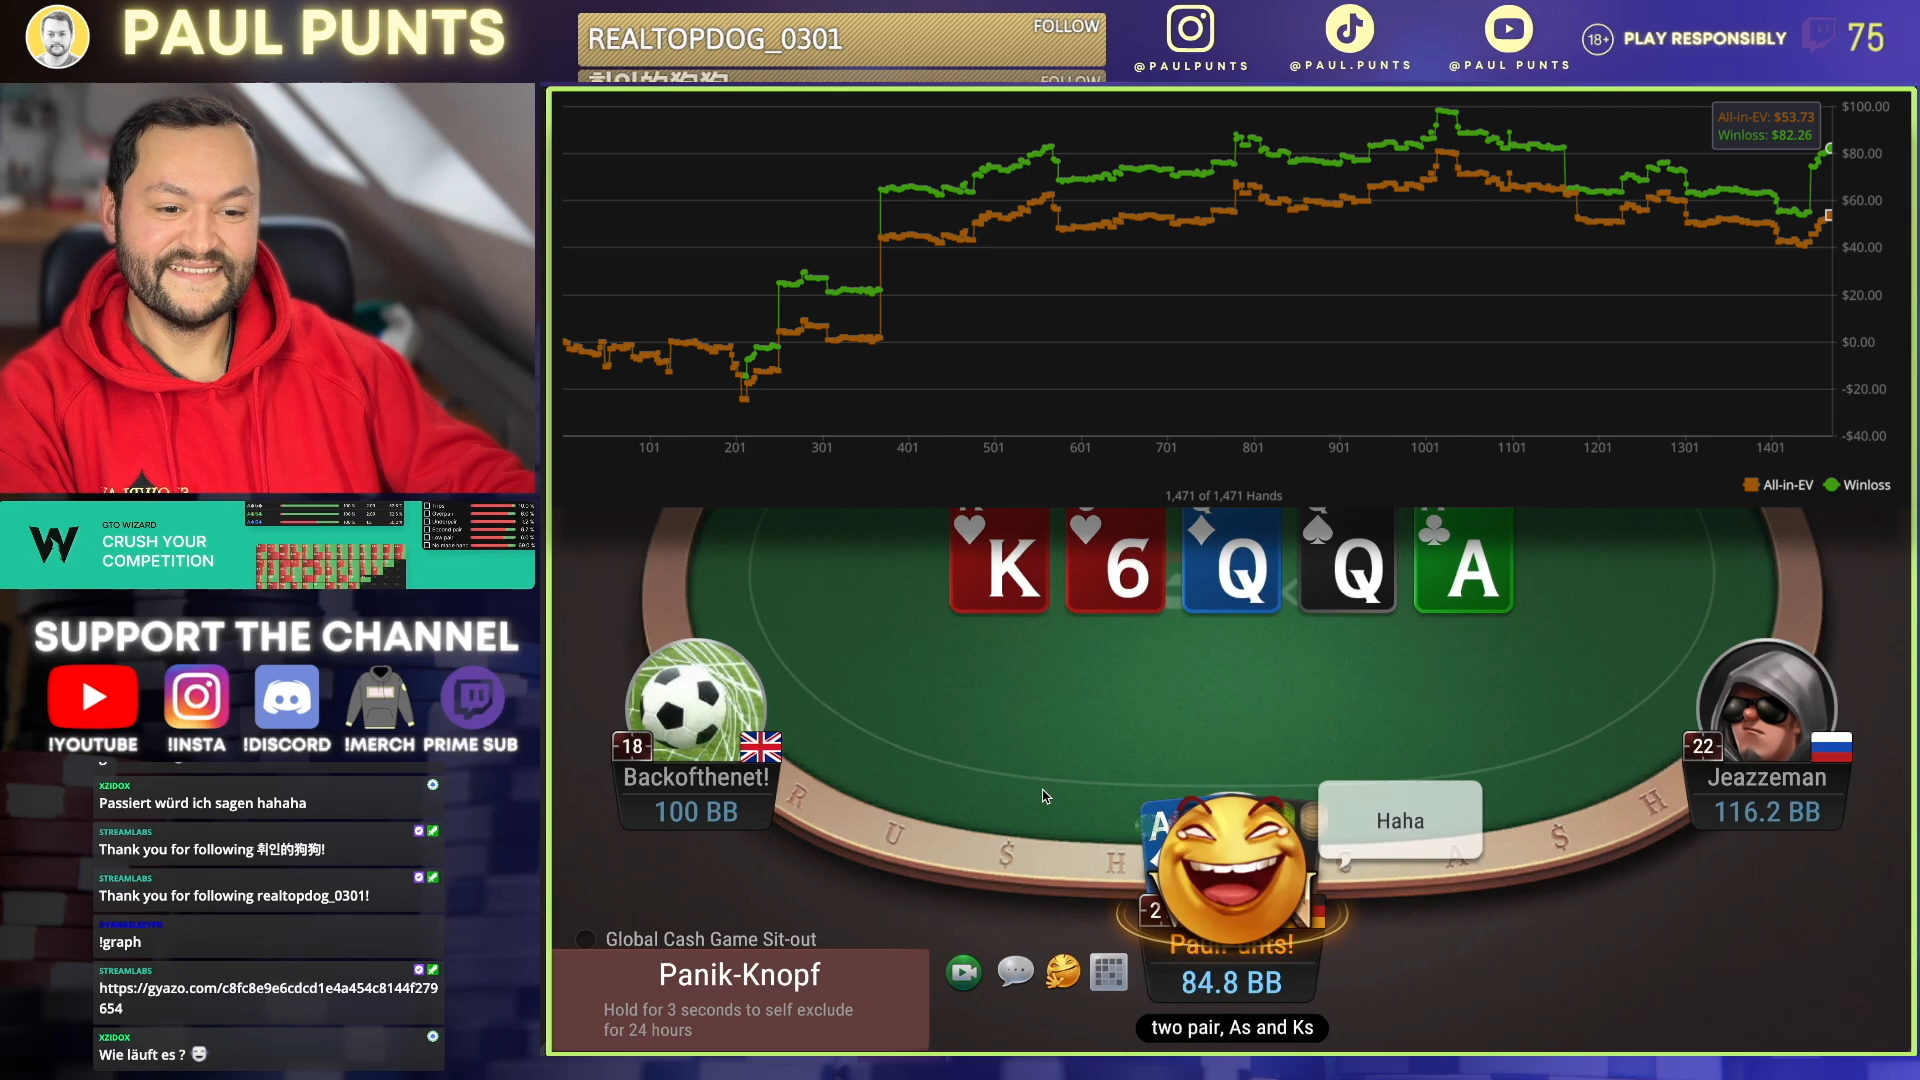 PAUL PUNTS
REALTOPDOG_0301
FOLLOW
FOLLOW
@PAULPUNTS
@PAUL.PUNTS
@PAUL PUNTS
18+
PLAY RESPONSIBLY
75
All-in-EV: $53.73
Winloss: $82.26
$100.00
$80.00
$60.00
$40.00
$20.00
$0.00
-$20.00
-$40.00
101
201
301
401
501
601
701
801
901
1001
1101
1201
1301
1401
1,471 of 1,471 Hands
All-in-EV
Winloss
GTO WIZARD
CRUSH YOUR
COMPETITION
SUPPORT THE CHANNEL
!YOUTUBE
!INSTA
!DISCORD
!MERCH
PRIME SUB
XZIDOX
Passiert würd ich sagen hahaha
STREAMLABS
Thank you for following 휘인的狗狗!
STREAMLABS
Thank you for following realtopdog_0301!
!graph
STREAMLABS
https://gyazo.com/c8fc8e9e6cdcd1e4a454c8144f279
654
XZIDOX
Wie läuft es ?
K
6
Q
Q
A
18
Backofthenet!
100 BB
22
Jeazzeman
116.2 BB
R U $ H
$ H
A
Haha
2
84.8 BB
two pair, As and Ks
Global Cash Game Sit-out
Panik-Knopf
Hold for 3 seconds to self exclude
for 24 hours